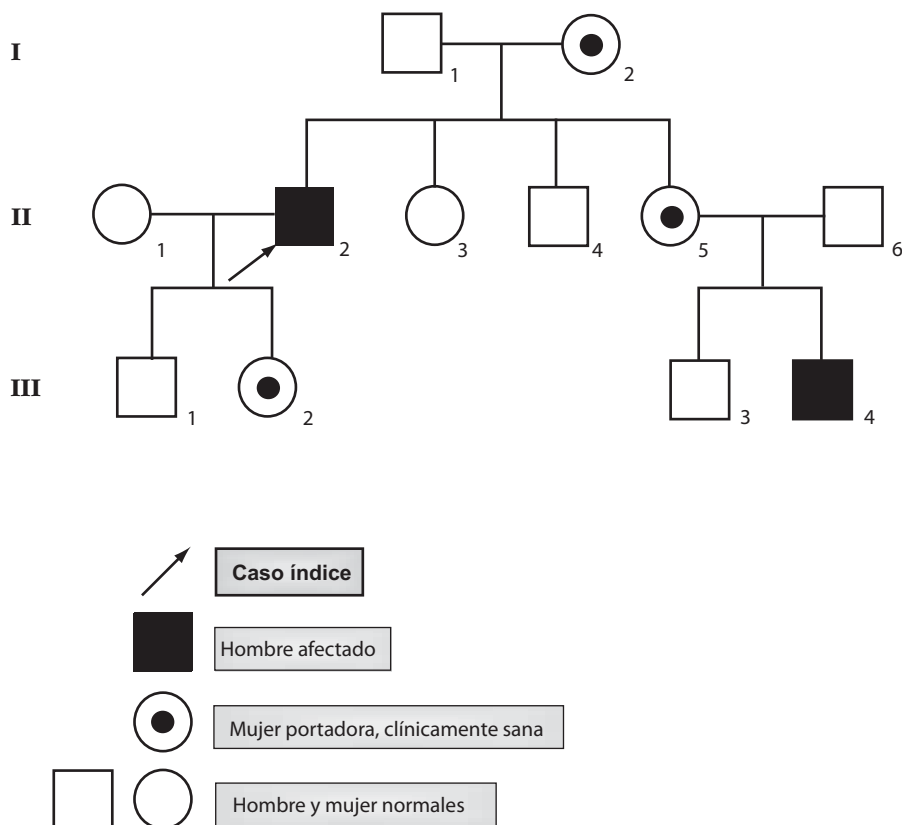 I
1
2
II
1
2
3
4
5
6
III
1
2
3
4
Caso índice
Hombre afectado
Mujer portadora, clínicamente sana
Hombre y mujer normales